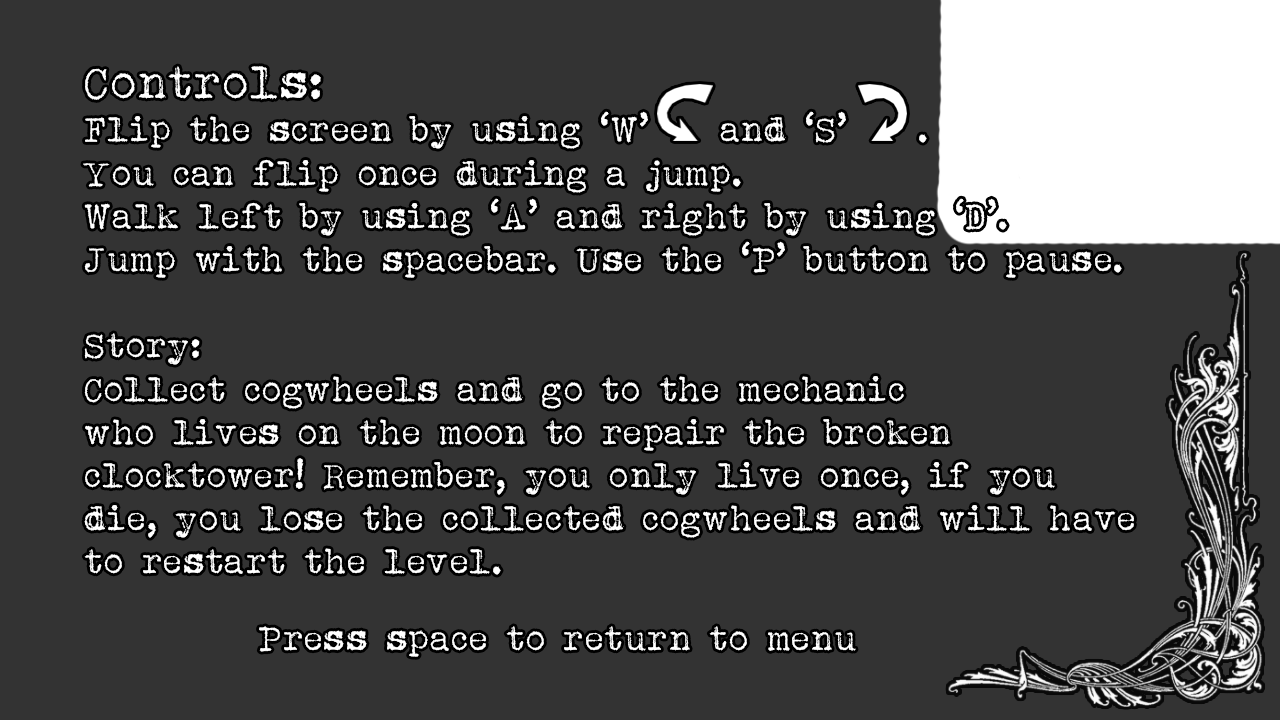 Controls:
Flip the screen by using ‘W’ and ‘S’ .
You can flip once during a jump.
Walk left by using ‘A’ and right by using ‘D’.
Jump with the spacebar. Use the ‘P’ button to pause.
Story:
Collect cogwheels and go to the mechanic
who lives on the moon to repair the broken
clocktower! Remember, you only live once, if you
die, you lose the collected cogwheels and will have
to restart the level.
Press space to return to menu